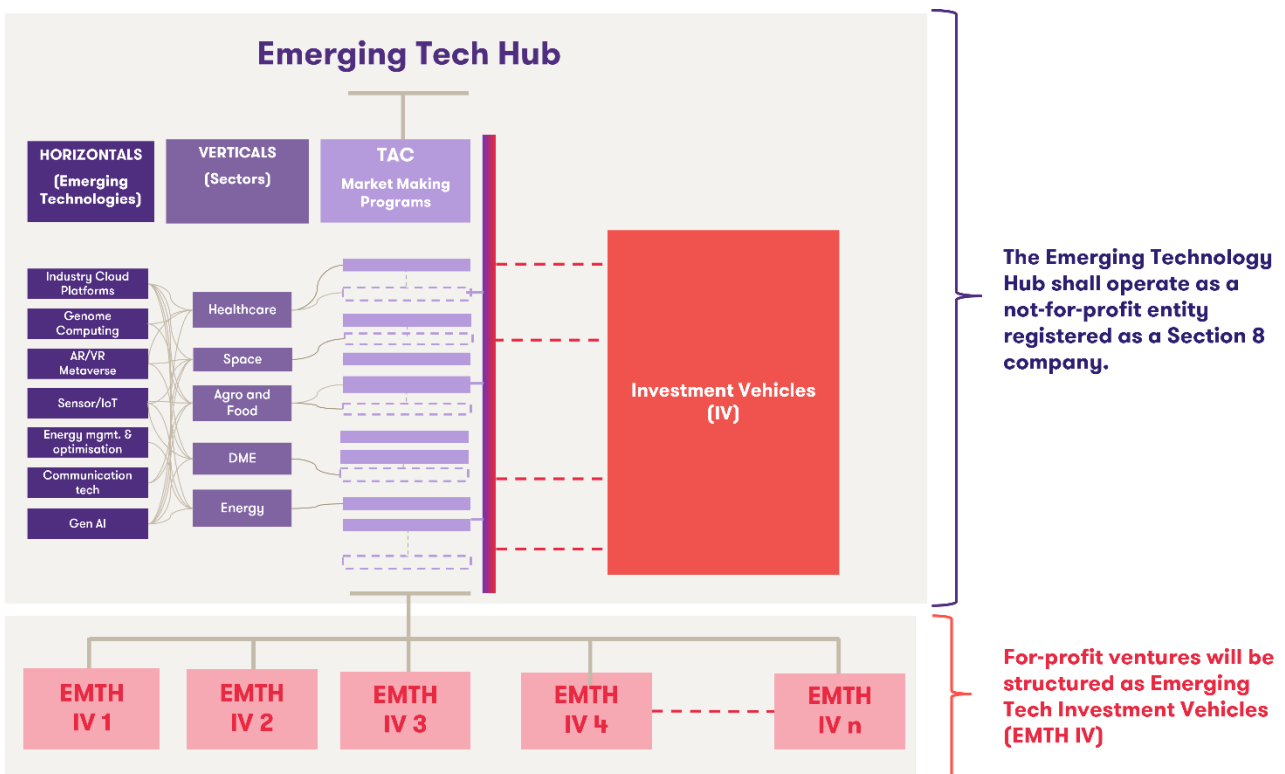 Emerging Tech Hub
HORIZONTALS
(Emerging
Technologies)
VERTICALS
(Sectors)
TAC
Market Making
Programs
Industry Cloud
Platforms
Genome
Computing
AR/VR
Metaverse
Sensor/IoT
Energy mgmt. &
optimisation
Communication
tech
Gen AI
Healthcare
Space
Agro and
Food
DME
Energy
Investment Vehicles
(IV)
The Emerging Technology
Hub shall operate as a
not-for-profit entity
registered as a Section 8
company.
EMTH
IV 1
EMTH
IV 2
EMTH
IV 3
EMTH
IV 4
EMTH
IV n
For-profit ventures will be
structured as Emerging
Tech Investment Vehicles
(EMTH IV)